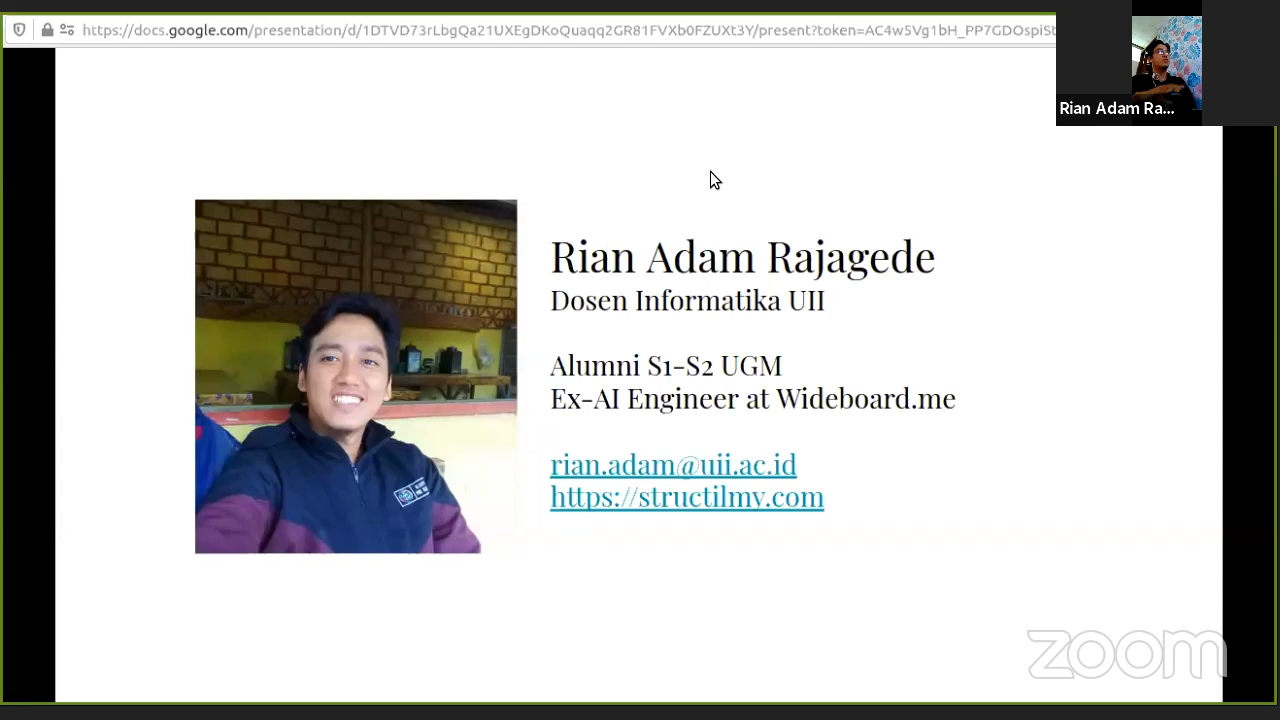 https://docs.google.com/presentation/d/1DTVD73rLbgQa21UXEgDKoQuaqq2GR81FVXb0FZUXt3Y/present?token=AC4w5Vg1bH_PP7GDOspiSt
Rian Adam Ra...
Rian Adam Rajagede
Dosen Informatika UII
Alumni S1-S2 UGM
Ex-AI Engineer at Wideboard.me
rian.adam@uii.ac.id
https://structilmy.com
zoom